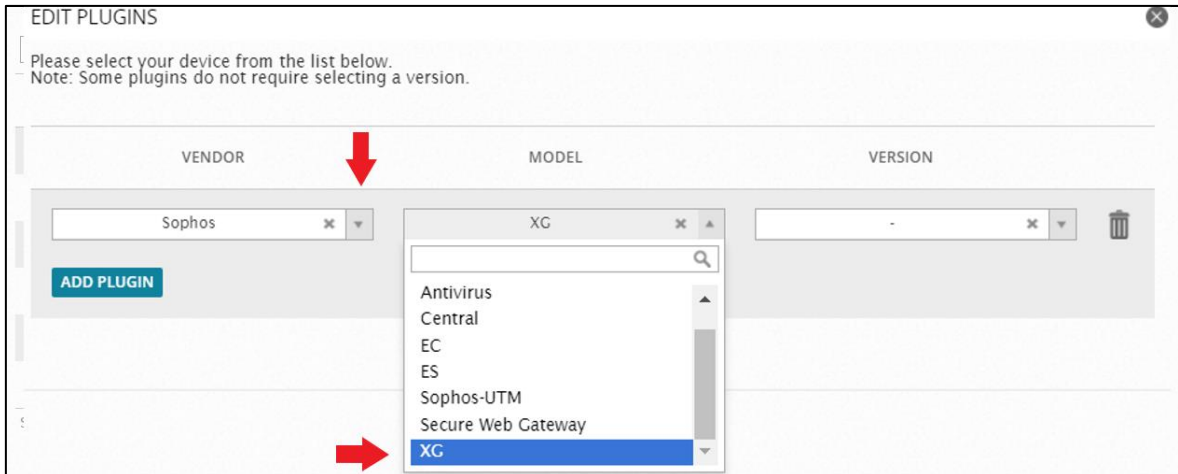 EDIT PLUGINS
Please select your device from the list below.
Note: Some plugins do not require selecting a version.
VENDOR MODEL VERSION
Sophos XG -
ADD PLUGIN
Antivirus
Central
EC
ES
Sophos-UTM
Secure Web Gateway
XG